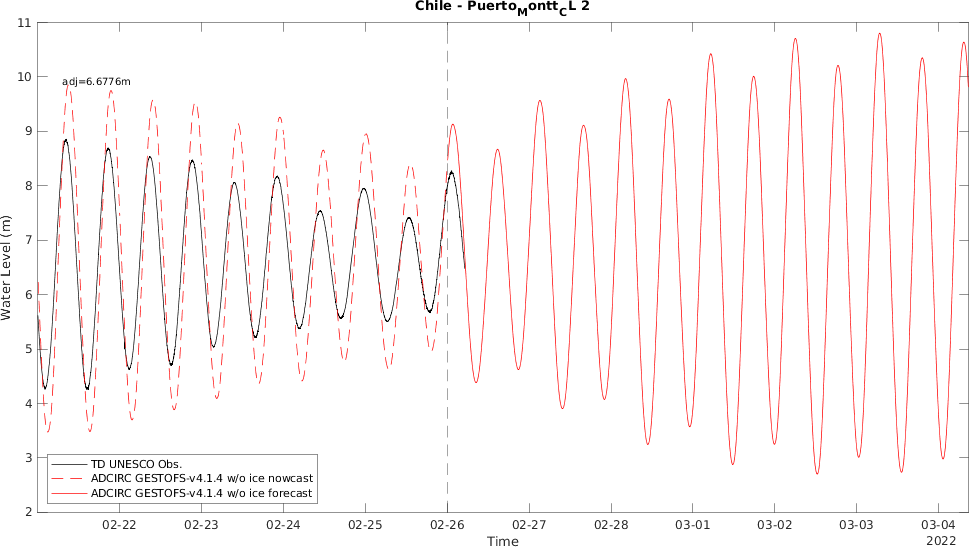 Chile - Puerto_Montt_CL 2
adj=6.6776m
Water Level (m)
11
10
9
8
7
6
5
4
3
2
TD UNESCO Obs.
ADCIRC GESTOFS-v4.1.4 w/o ice nowcast
ADCIRC GESTOFS-v4.1.4 w/o ice forecast
02-22 02-23 02-24 02-25 02-26 02-27 02-28 03-01 03-02 03-03 03-04
Time
2022